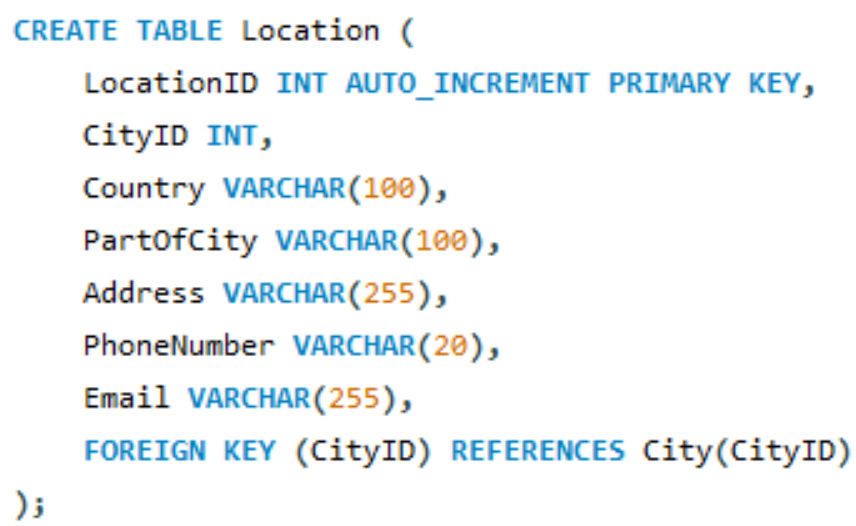 CREATE TABLE Location (
    LocationID INT AUTO_INCREMENT PRIMARY KEY,
    CityID INT,
    Country VARCHAR(100),
    PartOfCity VARCHAR(100),
    Address VARCHAR(255),
    PhoneNumber VARCHAR(20),
    Email VARCHAR(255),
    FOREIGN KEY (CityID) REFERENCES City(CityID)
);